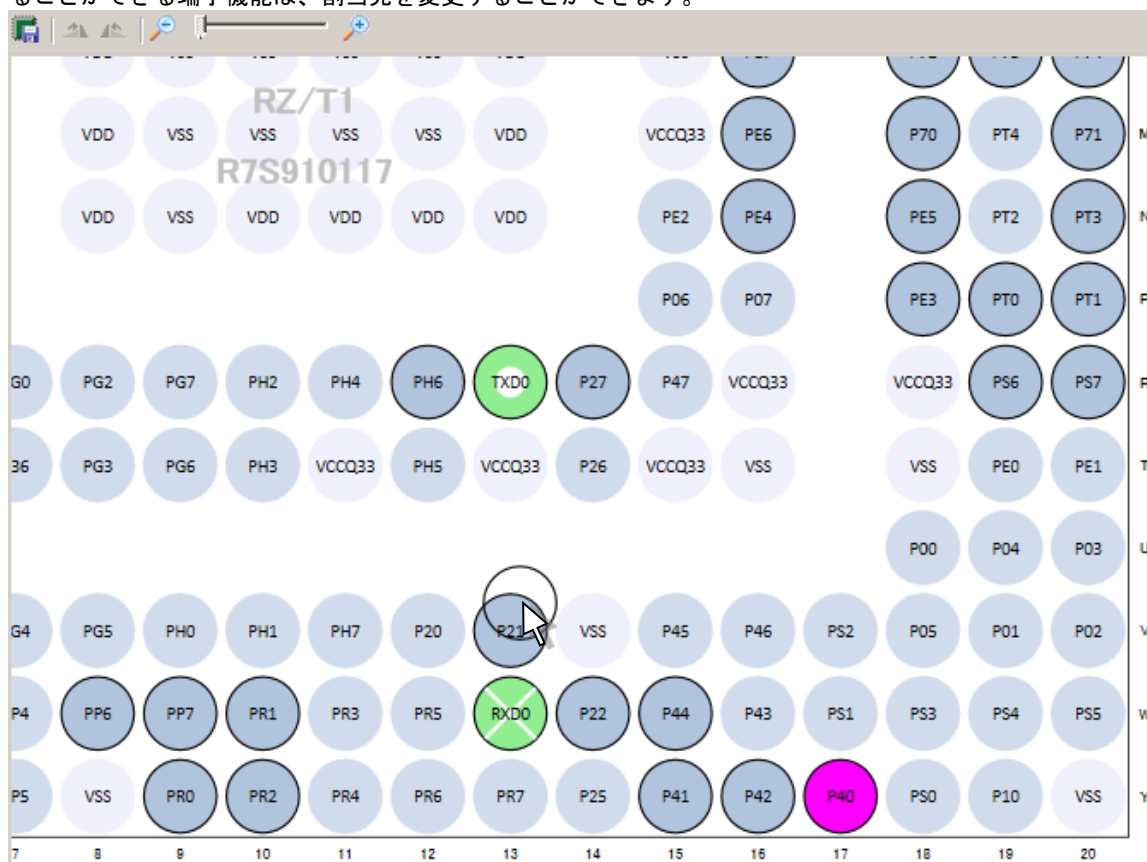 ることができる端子機能は、割当先を変更することができます。
RZ/T1
VDD VSS VSS VSS VSS VDD VCCQ33 PE6 P70 PT4 P71 M
R7S910117
VDD VSS VDD VDD VDD VDD PE2 PE4 PE5 PT2 PT3 N
P06 P07 PE3 PT0 PT1 P
G0 PG2 PG7 PH2 PH4 PH6 TXD0 P27 P47 VCCQ33 VCCQ33 PS6 PS7 R
36 PG3 PG6 PH3 VCCQ33 PH5 VCCQ33 P26 VCCQ33 VSS VSS PE0 PE1 T
P00 P04 P03 U
G4 PG5 PH0 PH1 PH7 P20 P21 VSS P45 P46 PS2 P05 P01 P02 V
P4 PP6 PP7 PR1 PR3 PR5 RXD0 P22 P44 P43 PS1 PS3 PS4 PS5 W
P5 VSS PR0 PR2 PR4 PR6 PR7 P25 P41 P42 P40 PS0 P10 VSS Y
7 8 9 10 11 12 13 14 15 16 17 18 19 20